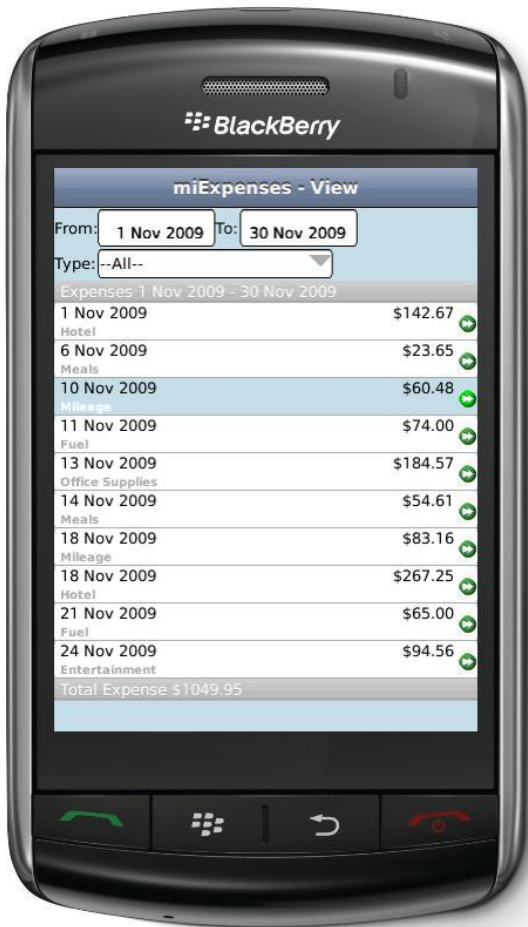 BlackBerry
miExpenses - View
From: 1 Nov 2009 To: 30 Nov 2009
Type: --All--
Expenses 1 Nov 2009 - 30 Nov 2009
1 Nov 2009 $142.67
Hotel
6 Nov 2009 $23.65
Meals
10 Nov 2009 $60.48
Mileage
11 Nov 2009 $74.00
Fuel
13 Nov 2009 $184.57
Office Supplies
14 Nov 2009 $54.61
Meals
18 Nov 2009 $83.16
Mileage
18 Nov 2009 $267.25
Hotel
21 Nov 2009 $65.00
Fuel
24 Nov 2009 $94.56
Entertainment
Total Expense $1049.95